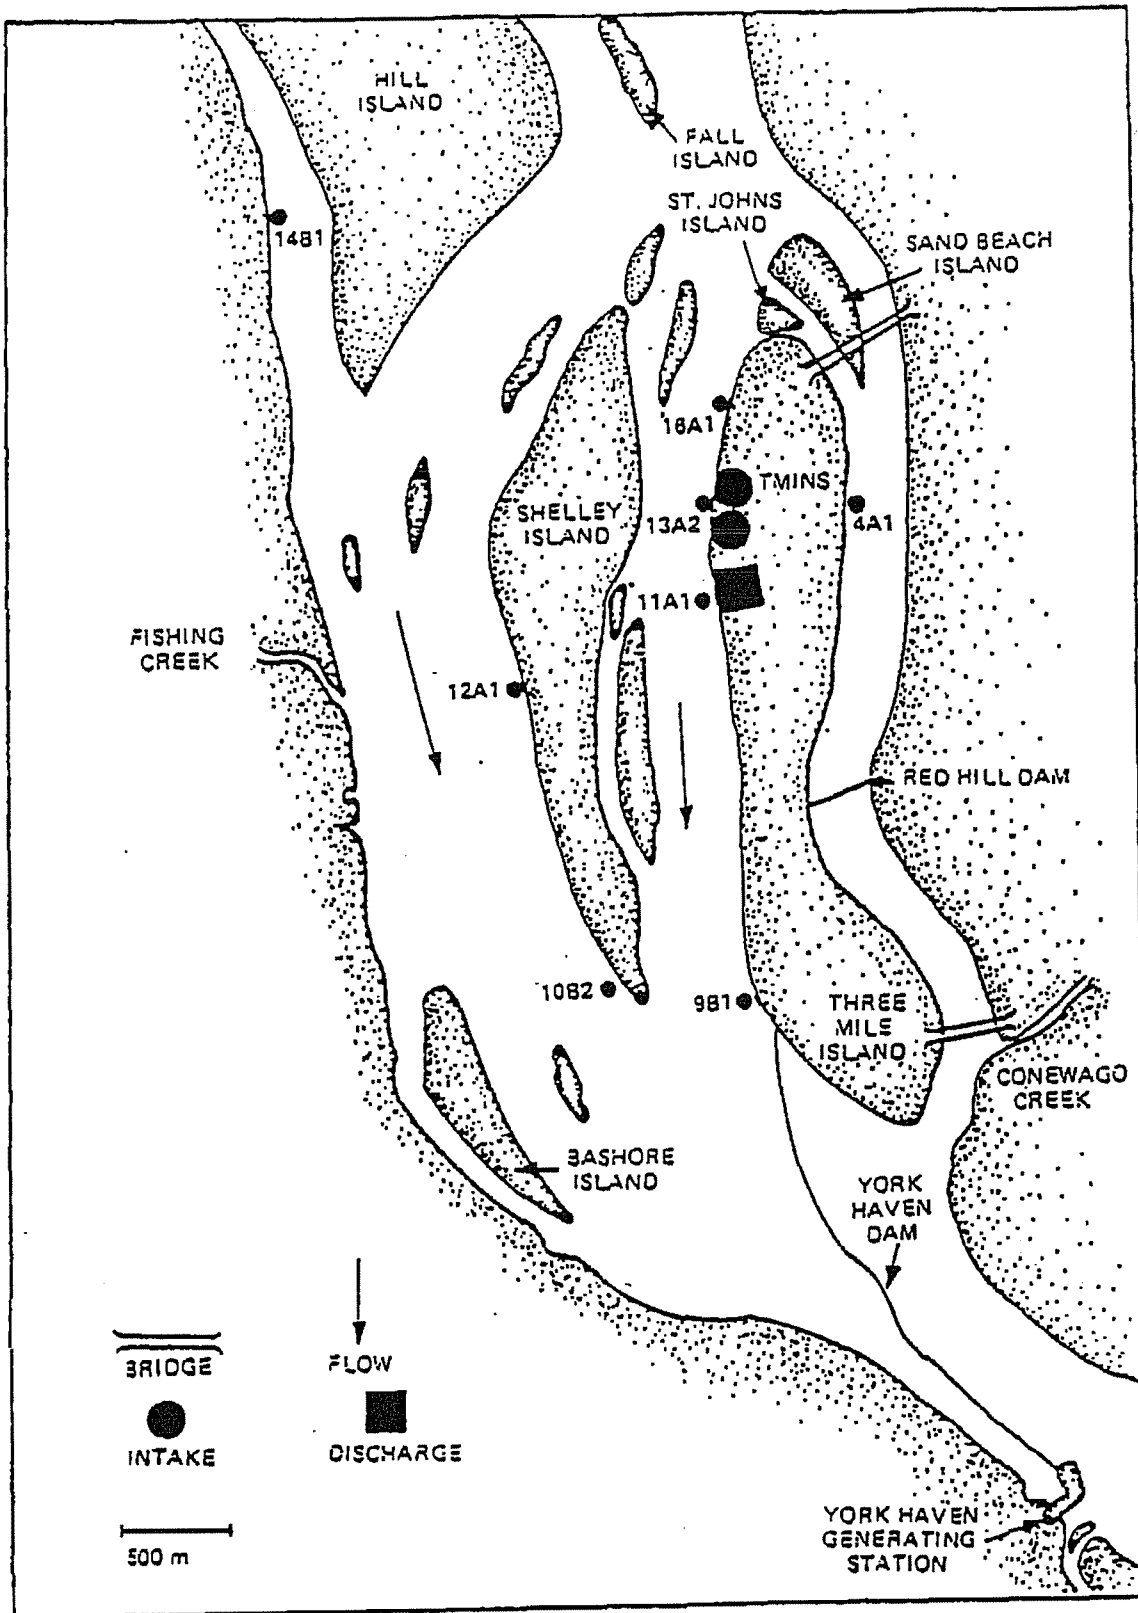 HILL
ISLAND
FALL
ISLAND
ST. JOHNS
ISLAND
SAND BEACH
ISLAND
14B1
16A1
TMINS
SHELLEY
ISLAND
13A2
4A1
11A1
FISHING
CREEK
12A1
RED HILL DAM
10B2
9B1
THREE
MILE
ISLAND
CONEWAGO
CREEK
BASHORE
ISLAND
YORK
HAVEN
DAM
BRIDGE
FLOW
INTAKE
DISCHARGE
500 m
YORK HAVEN
GENERATING
STATION